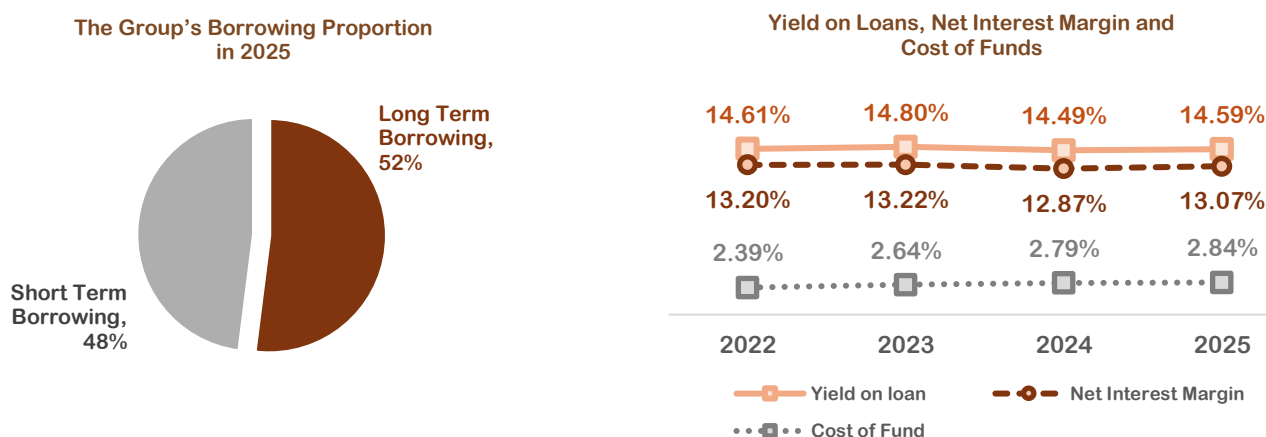 The Group’s Borrowing Proportion
in 2025
Long Term
Borrowing,
52%
Short Term
Borrowing,
48%
Yield on Loans, Net Interest Margin and
Cost of Funds
14.61% 14.80% 14.49% 14.59%
13.20% 13.22% 12.87% 13.07%
2.39% 2.64% 2.79% 2.84%
2022 2023 2024 2025
Yield on loan Net Interest Margin
Cost of Fund